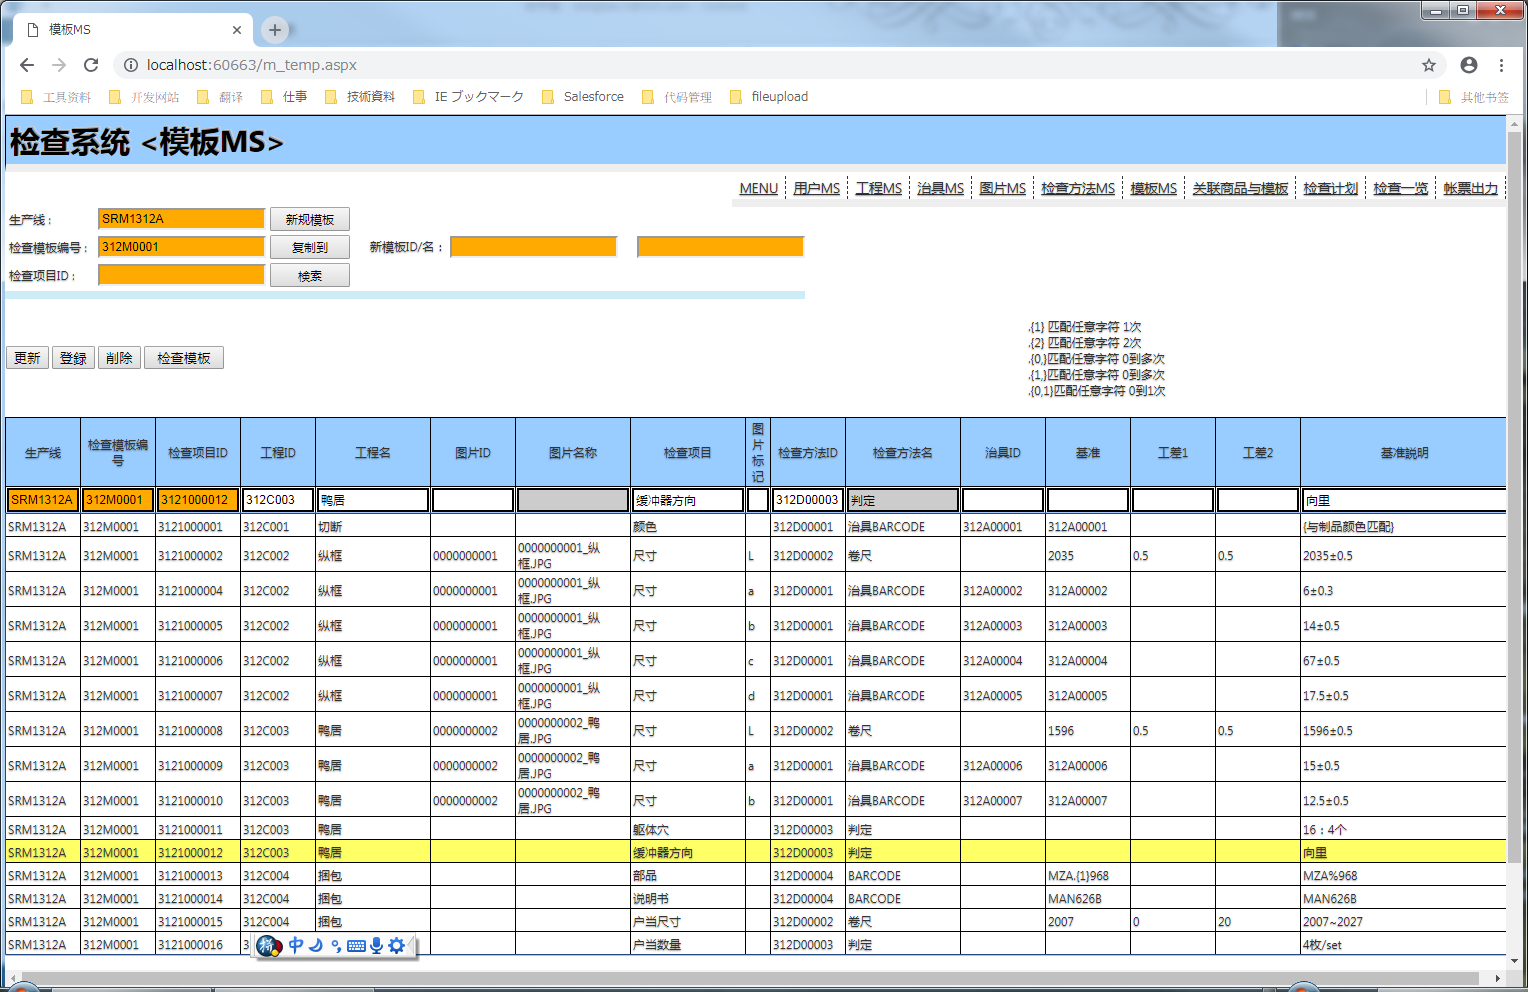 模板MS
localhost:60663/m_temp.aspx
工具资料 开发网站 翻译 仕事 技術資料 IE ブックマーク Salesforce 代码管理 fileupload 其他书签
检查系统 <模板MS>
MENU 用户MS 工程MS 治具MS 图片MS 检查方法MS 模板MS 关联商品与模板 检查计划 检查一览 帐票出力
生产线： SRM1312A 新规模板
检查模板编号： 312M0001 复制到 新模板ID/名：
检查项目ID： 検索
.{1} 匹配任意字符 1次
.{2} 匹配任意字符 2次
.{0,}匹配任意字符 0到多次
.{1,}匹配任意字符 0到多次
.{0,1}匹配任意字符 0到1次
更新 登録 削除 检查模板
生产线 检查模板编号 检查项目ID 工程ID 工程名 图片ID 图片名称 检查项目 图片标记 检查方法ID 检查方法名 治具ID 基准 工差1 工差2 基准説明
SRM1312A 312M0001 3121000012 312C003 鸭居 缓冲器方向 312D00003 判定 向里
SRM1312A 312M0001 3121000001 312C001 切断 颜色 312D00001 治具BARCODE 312A00001 312A00001 {与制品颜色匹配}
SRM1312A 312M0001 3121000002 312C002 纵框 0000000001 0000000001_纵框.JPG 尺寸 L 312D00002 卷尺 2035 0.5 0.5 2035±0.5
SRM1312A 312M0001 3121000004 312C002 纵框 0000000001 0000000001_纵框.JPG 尺寸 a 312D00001 治具BARCODE 312A00002 312A00002 6±0.3
SRM1312A 312M0001 3121000005 312C002 纵框 0000000001 0000000001_纵框.JPG 尺寸 b 312D00001 治具BARCODE 312A00003 312A00003 14±0.5
SRM1312A 312M0001 3121000006 312C002 纵框 0000000001 0000000001_纵框.JPG 尺寸 c 312D00001 治具BARCODE 312A00004 312A00004 67±0.5
SRM1312A 312M0001 3121000007 312C002 纵框 0000000001 0000000001_纵框.JPG 尺寸 d 312D00001 治具BARCODE 312A00005 312A00005 17.5±0.5
SRM1312A 312M0001 3121000008 312C003 鸭居 0000000002 0000000002_鸭居.JPG 尺寸 L 312D00002 卷尺 1596 0.5 0.5 1596±0.5
SRM1312A 312M0001 3121000009 312C003 鸭居 0000000002 0000000002_鸭居.JPG 尺寸 a 312D00001 治具BARCODE 312A00006 312A00006 15±0.5
SRM1312A 312M0001 3121000010 312C003 鸭居 0000000002 0000000002_鸭居.JPG 尺寸 b 312D00001 治具BARCODE 312A00007 312A00007 12.5±0.5
SRM1312A 312M0001 3121000011 312C003 鸭居 躯体穴 312D00003 判定 16：4个
SRM1312A 312M0001 3121000012 312C003 鸭居 缓冲器方向 312D00003 判定 向里
SRM1312A 312M0001 3121000013 312C004 捆包 部品 312D00004 BARCODE MZA.{1}968 MZA%968
SRM1312A 312M0001 3121000014 312C004 捆包 说明书 312D00004 BARCODE MAN626B MAN626B
SRM1312A 312M0001 3121000015 312C004 捆包 户当尺寸 312D00002 卷尺 2007 0 20 2007~2027
SRM1312A 312M0001 3121000016 3 拼 中 户当数量 312D00003 判定 4枚/set